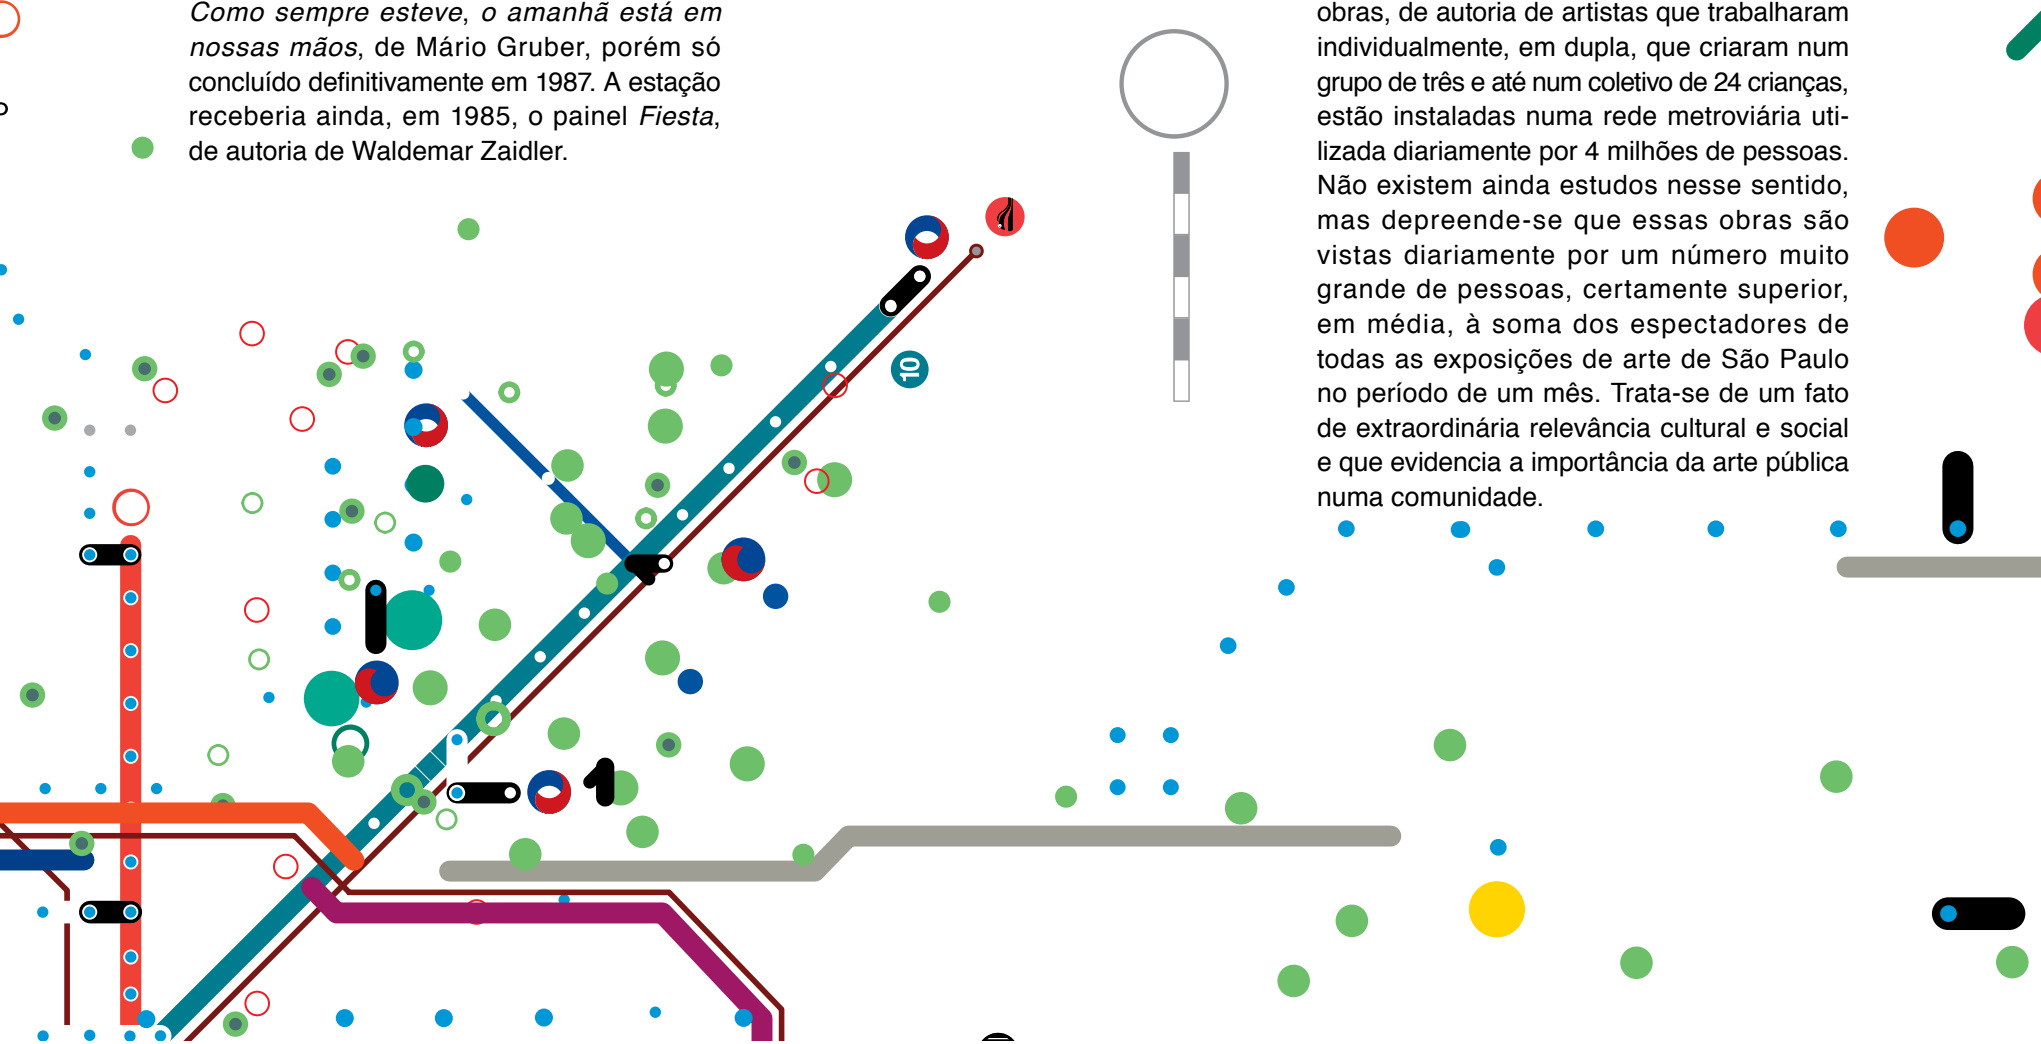 Como sempre esteve, o amanhã está em
nossas mãos, de Mário Gruber, porém só
concluído definitivamente em 1987. A estação
receberia ainda, em 1985, o painel Fiesta,
de autoria de Waldemar Zaidler.
obras, de autoria de artistas que trabalharam
individualmente, em dupla, que criaram num
grupo de três e até num coletivo de 24 crianças,
estão instaladas numa rede metroviária uti-
lizada diariamente por 4 milhões de pessoas.
Não existem ainda estudos nesse sentido,
mas depreende-se que essas obras são
vistas diariamente por um número muito
grande de pessoas, certamente superior,
em média, à soma dos espectadores de
todas as exposições de arte de São Paulo
no período de um mês. Trata-se de um fato
de extraordinária relevância cultural e social
e que evidencia a importância da arte pública
numa comunidade.
10
1